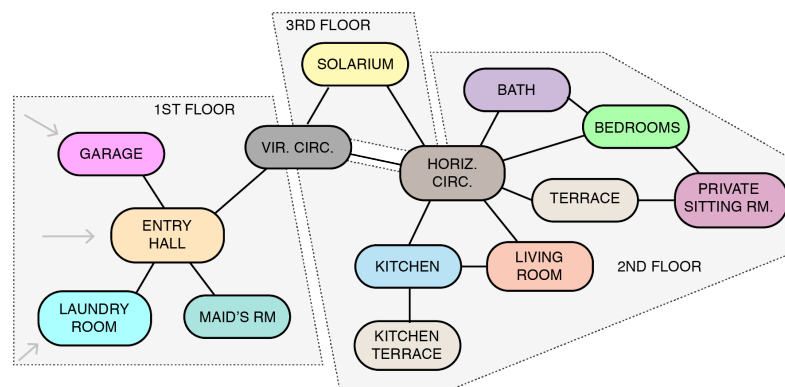 3RD FLOOR
SOLARIUM
BATH
1ST FLOOR
BEDROOMS
GARAGE
VIR. CIRC.
HORIZ.
CIRC.
TERRACE
PRIVATE
SITTING RM.
ENTRY
HALL
KITCHEN
LIVING
ROOM
2ND FLOOR
LAUNDRY
ROOM
MAID'S RM
KITCHEN
TERRACE